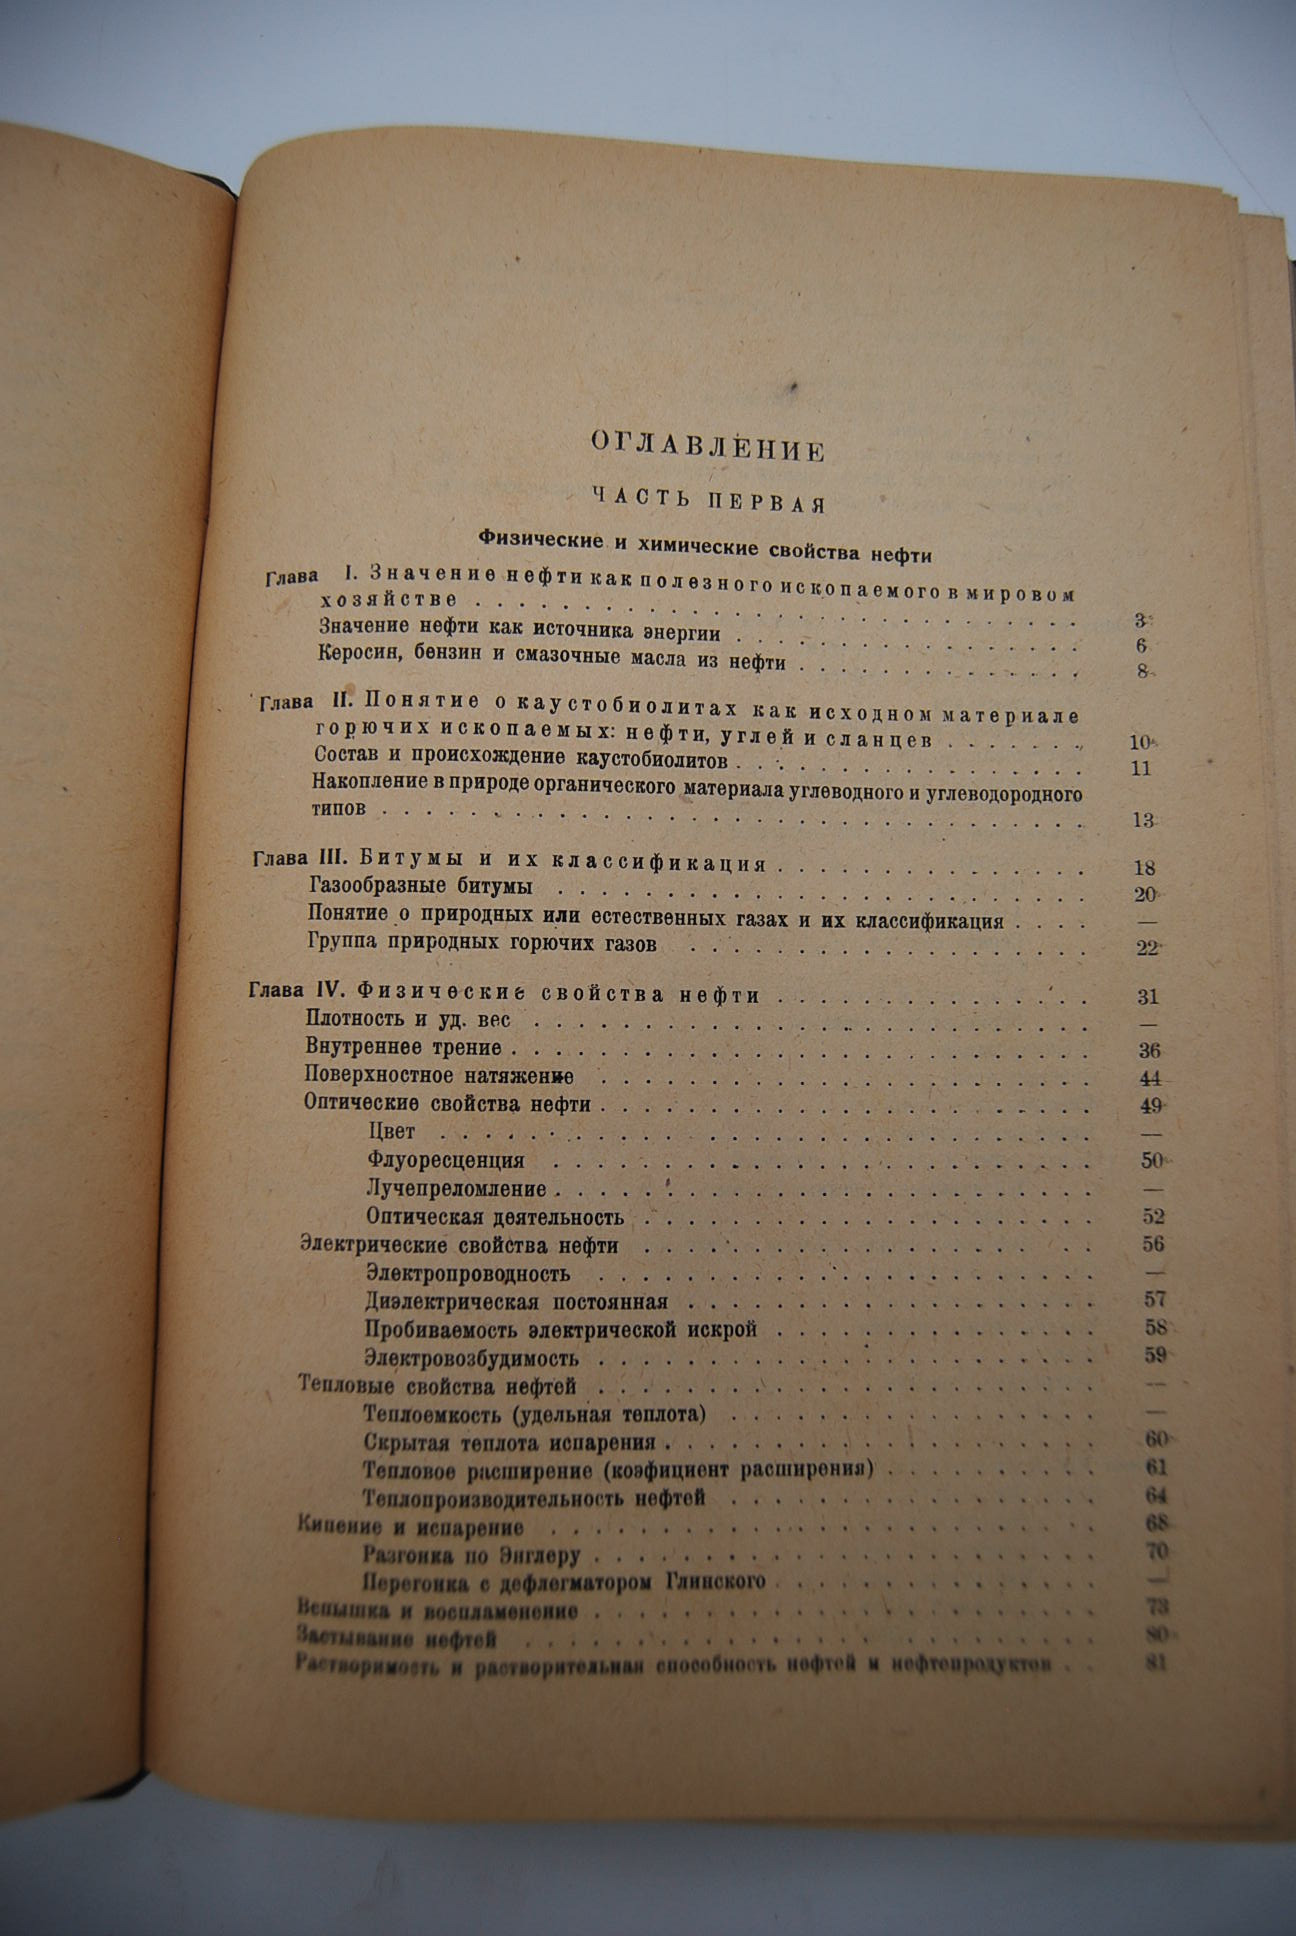 ОГЛАВЛЕНИЕ
ЧАСТЬ ПЕРВАЯ
Физические и химические свойства нефти
Глава I. Значение нефти как полезного ископаемого в мировом
хозяйстве . . . . . . . . . . . . . . . . . . . . . . 3
Значение нефти как источника энергии . . . . . . . . . . . . . 6
Керосин, бензин и смазочные масла из нефти . . . . . . . . . . . 8
Глава II. Понятие о каустобиолитах как исходном материале
горючих ископаемых: нефти, углей и сланцев . . . . . . . 10
Состав и происхождение каустобиолитов . . . . . . . . . . . . . 11
Накопление в природе органического материала углеводного и углеводородного
типов . . . . . . . . . . . . . . . . . . . . . . . 13
Глава III. Битумы и их классификация . . . . . . . . . . . . . 18
Газообразные битумы . . . . . . . . . . . . . . . . . . . 20
Понятие о природных или естественных газах и их классификация . . . . —
Группа природных горючих газов . . . . . . . . . . . . . . . 22
Глава IV. Физические свойства нефти . . . . . . . . . . . . . 31
Плотность и уд. вес . . . . . . . . . . . . . . . . . . . —
Внутреннее трение . . . . . . . . . . . . . . . . . . . . 36
Поверхностное натяжение . . . . . . . . . . . . . . . . . . 44
Оптические свойства нефти . . . . . . . . . . . . . . . . . 49
Цвет . . . . . . . . . . . . . . . . . . . . . . . —
Флуоресценция . . . . . . . . . . . . . . . . . . . 50
Лучепреломление . . . . . . . . . . . . . . . . . . —
Оптическая деятельность . . . . . . . . . . . . . . . 52
Электрические свойства нефти . . . . . . . . . . . . . . . . 56
Электропроводность . . . . . . . . . . . . . . . . . —
Диэлектрическая постоянная . . . . . . . . . . . . . . 57
Пробиваемость электрической искрой . . . . . . . . . . . 58
Электровозбудимость . . . . . . . . . . . . . . . . . 59
Тепловые свойства нефтей . . . . . . . . . . . . . . . . . —
Теплоемкость (удельная теплота) . . . . . . . . . . . . . —
Скрытая теплота испарения . . . . . . . . . . . . . . . 60
Тепловое расширение (коэфициент расширения) . . . . . . . . 61
Теплопроизводительность нефтей . . . . . . . . . . . . . 64
Кипение и испарение . . . . . . . . . . . . . . . . . . . 68
Разгонка по Энглеру . . . . . . . . . . . . . . . . . 70
Перегонка с дефлегматором Глинского . . . . . . . . . . . —
Вспышка и воспламенение . . . . . . . . . . . . . . . . . 73
Застывание нефтей . . . . . . . . . . . . . . . . . . . . 80
Растворимость и растворительная способность нефтей и нефтепродуктов . . 81